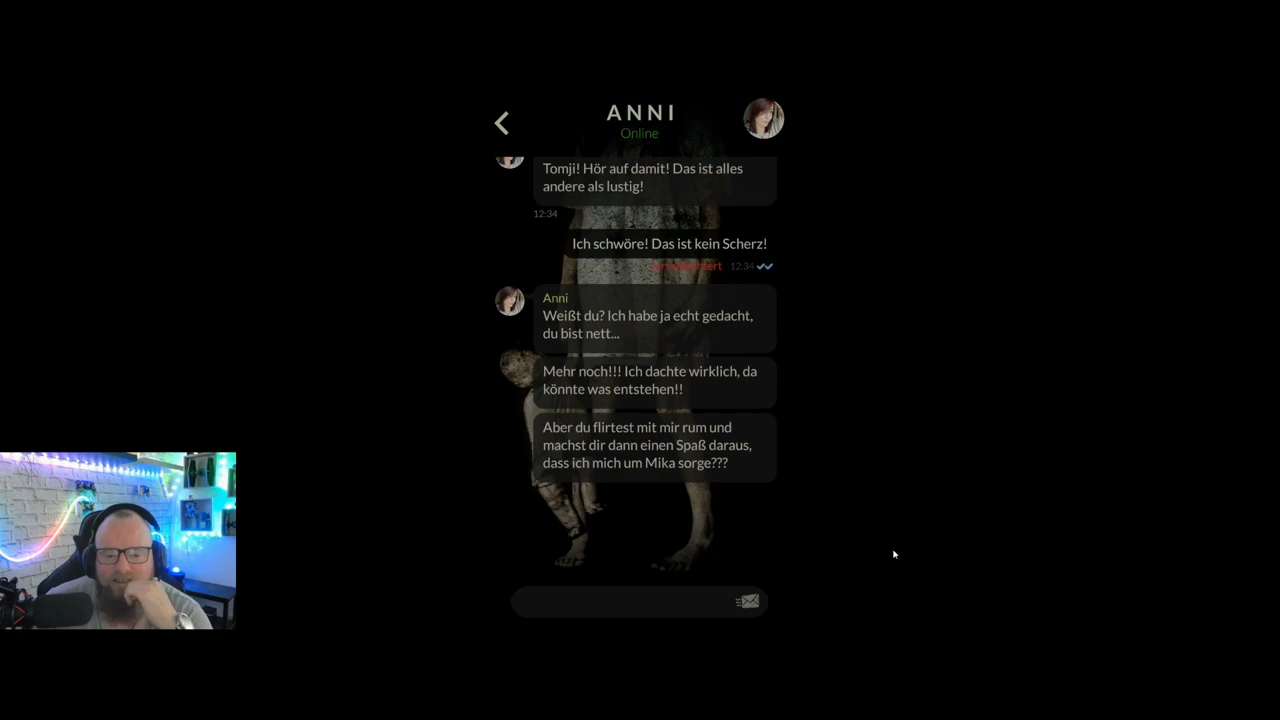 ANNI
Online
Tomji! Hör auf damit! Das ist alles
andere als lustig!
12:34
Ich schwöre! Das ist kein Scherz!
12:34
Anni
Weißt du? Ich habe ja echt gedacht,
du bist nett...
Mehr noch!!! Ich dachte wirklich, da
könnte was entstehen!!
Aber du flirtest mit mir rum und
machst dir dann einen Spaß daraus,
dass ich mich um Mika sorge???